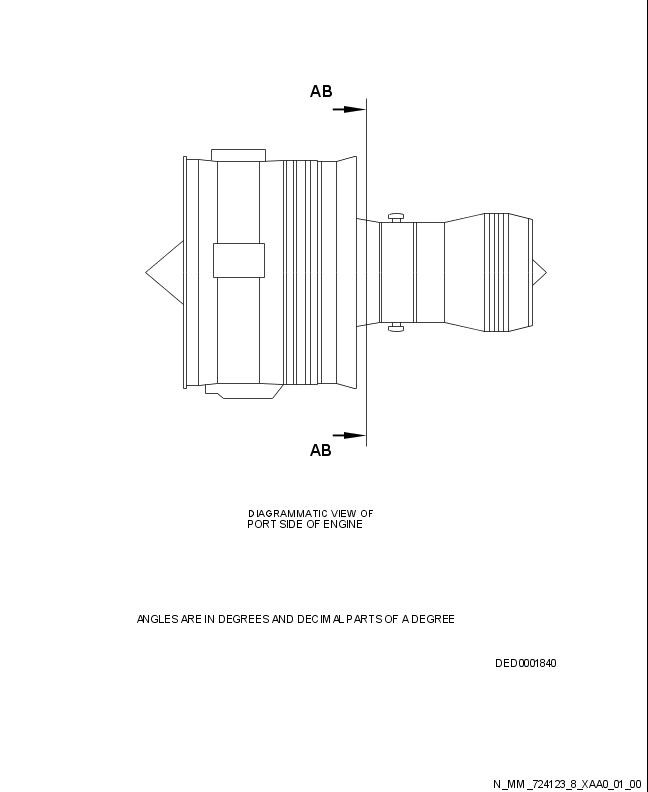 AB
AB
DIAGRAMMATIC VIEW OF
PORT SIDE OF ENGINE
ANGLES ARE IN DEGREES AND DECIMAL PARTS OF A DEGREE
DED0001840
N_MM_724123_8_XAA0_01_00